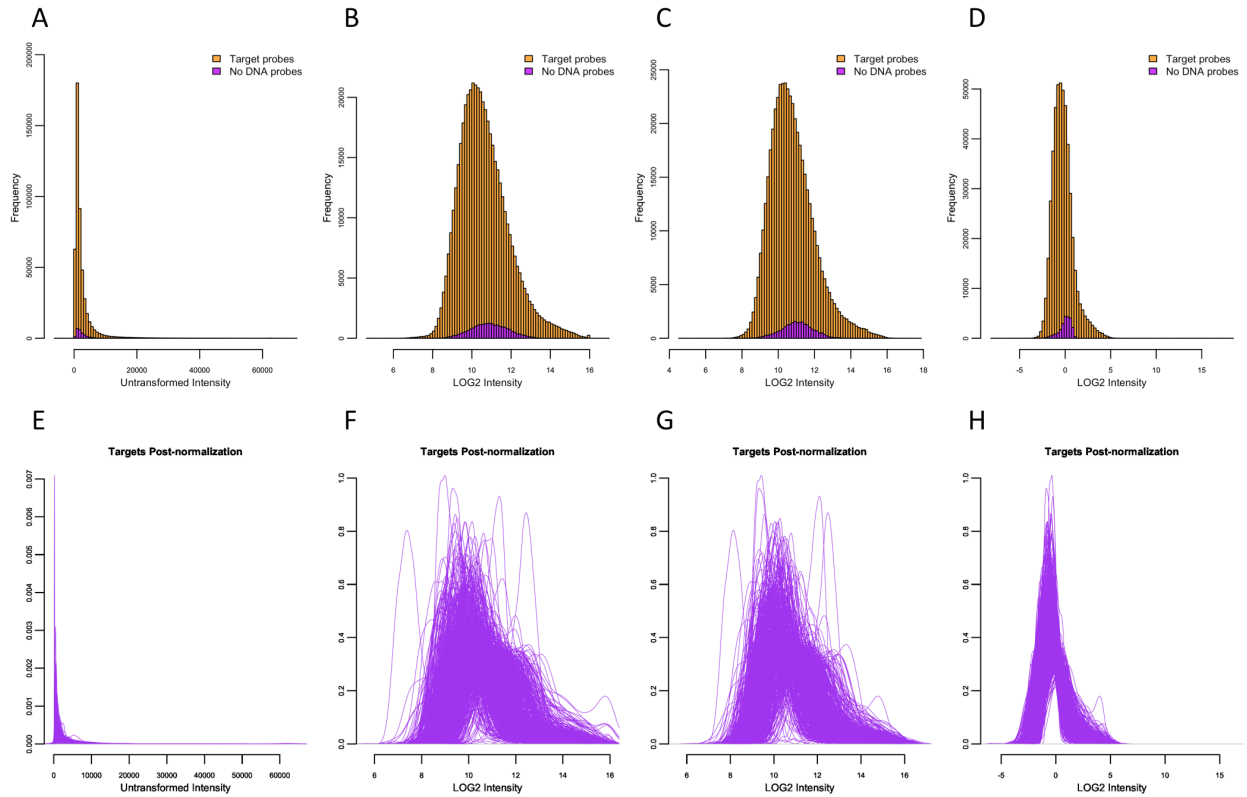 A
B
C
D
Target probes
No DNA probes
Target probes
No DNA probes
Target probes
No DNA probes
Target probes
No DNA probes
Frequency
0
50000
100000
150000
200000
0
20000
40000
60000
Untransformed Intensity
Frequency
0
5000
10000
15000
20000
6
8
10
12
14
16
LOG2 Intensity
Frequency
0
5000
10000
15000
20000
25000
4
6
8
10
12
14
16
18
LOG2 Intensity
Frequency
0
10000
20000
30000
40000
50000
-5
0
5
10
15
LOG2 Intensity
E
F
G
H
Targets Post-normalization
Targets Post-normalization
Targets Post-normalization
Targets Post-normalization
0.000
0.001
0.002
0.003
0.004
0.005
0.006
0.007
0
10000
20000
30000
40000
50000
60000
Untransformed Intensity
0.0
0.2
0.4
0.6
0.8
1.0
6
8
10
12
14
16
LOG2 Intensity
0.0
0.2
0.4
0.6
0.8
1.0
6
8
10
12
14
16
LOG2 Intensity
0.0
0.2
0.4
0.6
0.8
1.0
-5
0
5
10
15
LOG2 Intensity